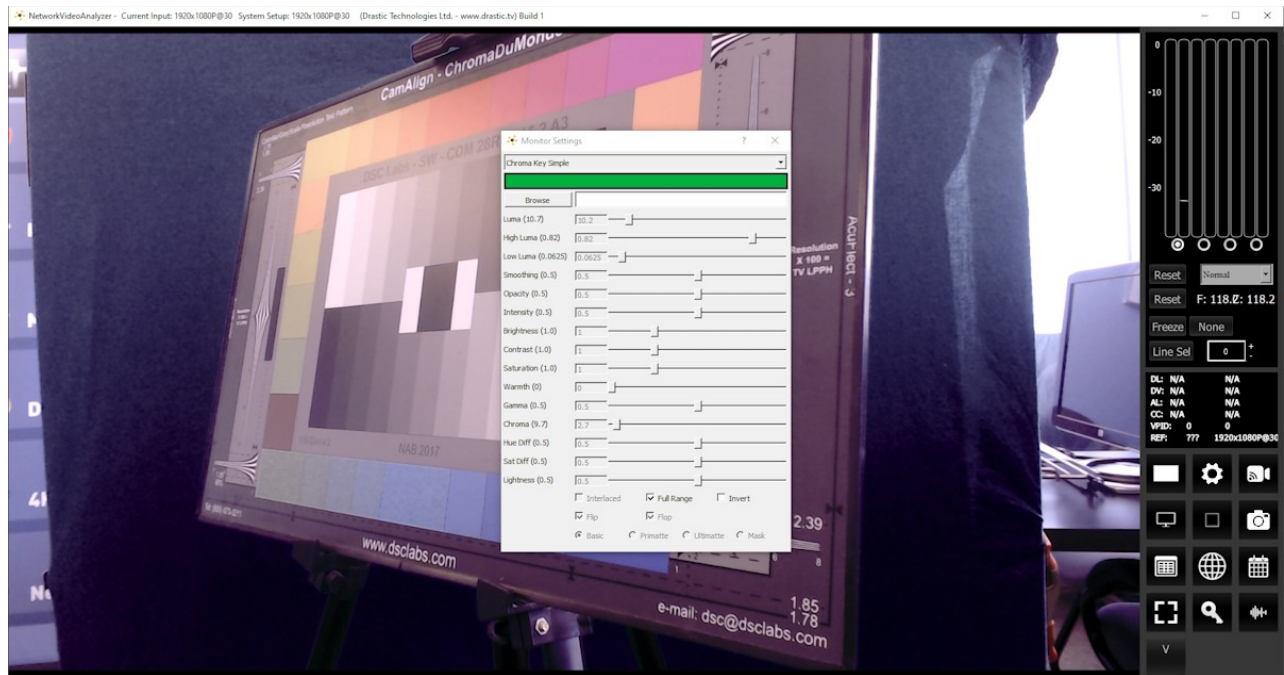 NetworkVideoAnalyzer - Current Input: 1920x1080P@30 System Setup: 1920x1080P@30 (Drastic Technologies Ltd. - www.drastic.tv) Build 1
CamAlign - ChromaDuMonde
DSC Labs - SW - COM 26R
2-A3
NAB 2017
www.dsclabs.com
Monitor Settings
Chroma Key Simple
Browse
Luma (10.7) 10.2
High Luma (0.82) 0.82
Low Luma (0.0625) 0.0625
Smoothing (0.5) 0.5
Opacity (0.5) 0.5
Intensity (0.5) 0.5
Brightness (1.0) 1
Contrast (1.0) 1
Saturation (1.0) 1
Warmth (0) 0
Gamma (0.5) 0.5
Chroma (9.7) 2.7
Hue Diff (0.5) 0.5
Sat Diff (0.5) 0.5
Lightness (0.5) 0.5
Interlaced Full Range Invert
Flip Flop
Basic Primatte Ultimatte Mask
Resolution
X 100 =
TV LPPH
2.39
1.85
1.78
e-mail: dsc@dsclabs.com
0
-10
-20
-30
Reset Normal
Reset F: 118.2 Z: 118.2
Freeze None
Line Sel 0
DL: N/A N/A
DV: N/A N/A
AL: N/A N/A
CC: N/A N/A
VPID: 0 0
REF: ??? 1920x1080P@30
V